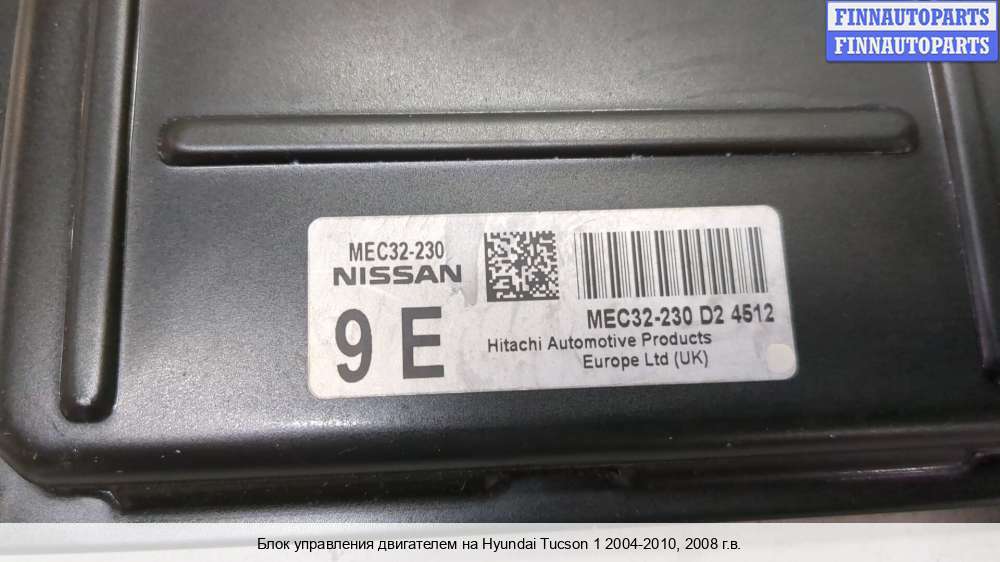 FINNAUTOPARTS
FINNAUTOPARTS
MEC32-230
NISSAN
9 E
MEC32-230 D2 4512
Hitachi Automotive Products
Europe Ltd (UK)
Блок управления двигателем на Hyundai Tucson 1 2004-2010, 2008 г.в.